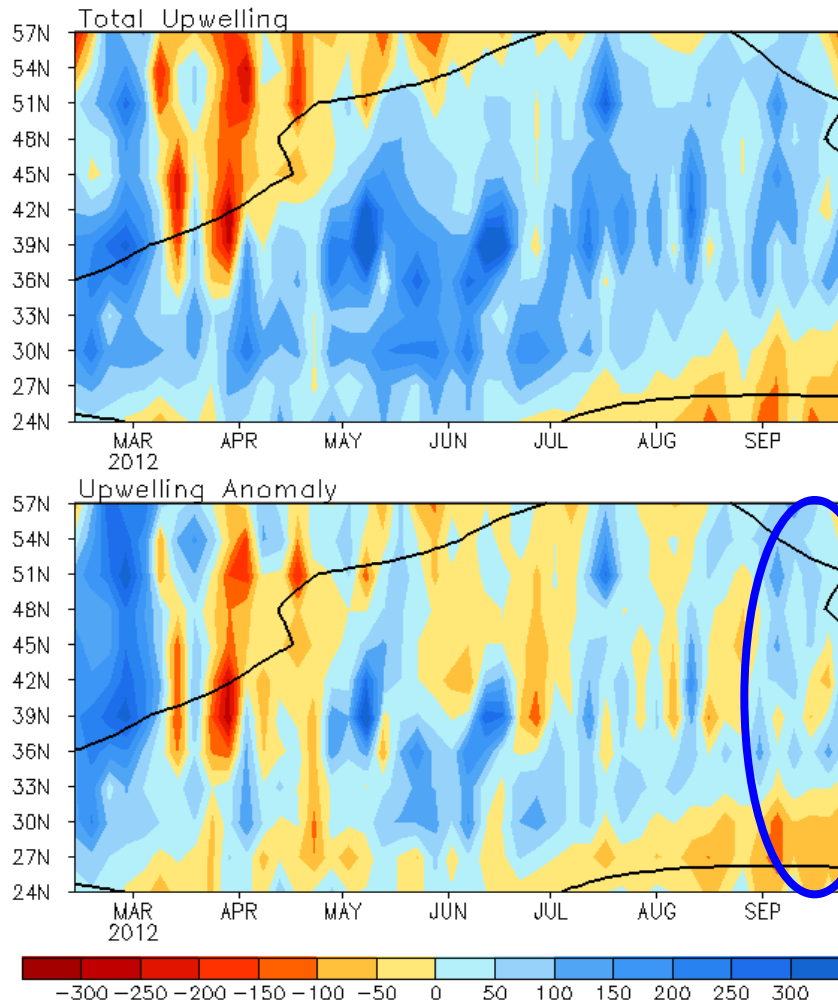 Total Upwelling
57N
54N
51N
48N
45N
42N
39N
36N
33N
30N
27N
24N
MAR APR MAY JUN JUL AUG SEP
2012
Upwelling Anomaly
57N
54N
51N
48N
45N
42N
39N
36N
33N
30N
27N
24N
MAR APR MAY JUN JUL AUG SEP
2012
-300 -250 -200 -150 -100 -50 0 50 100 150 200 250 300